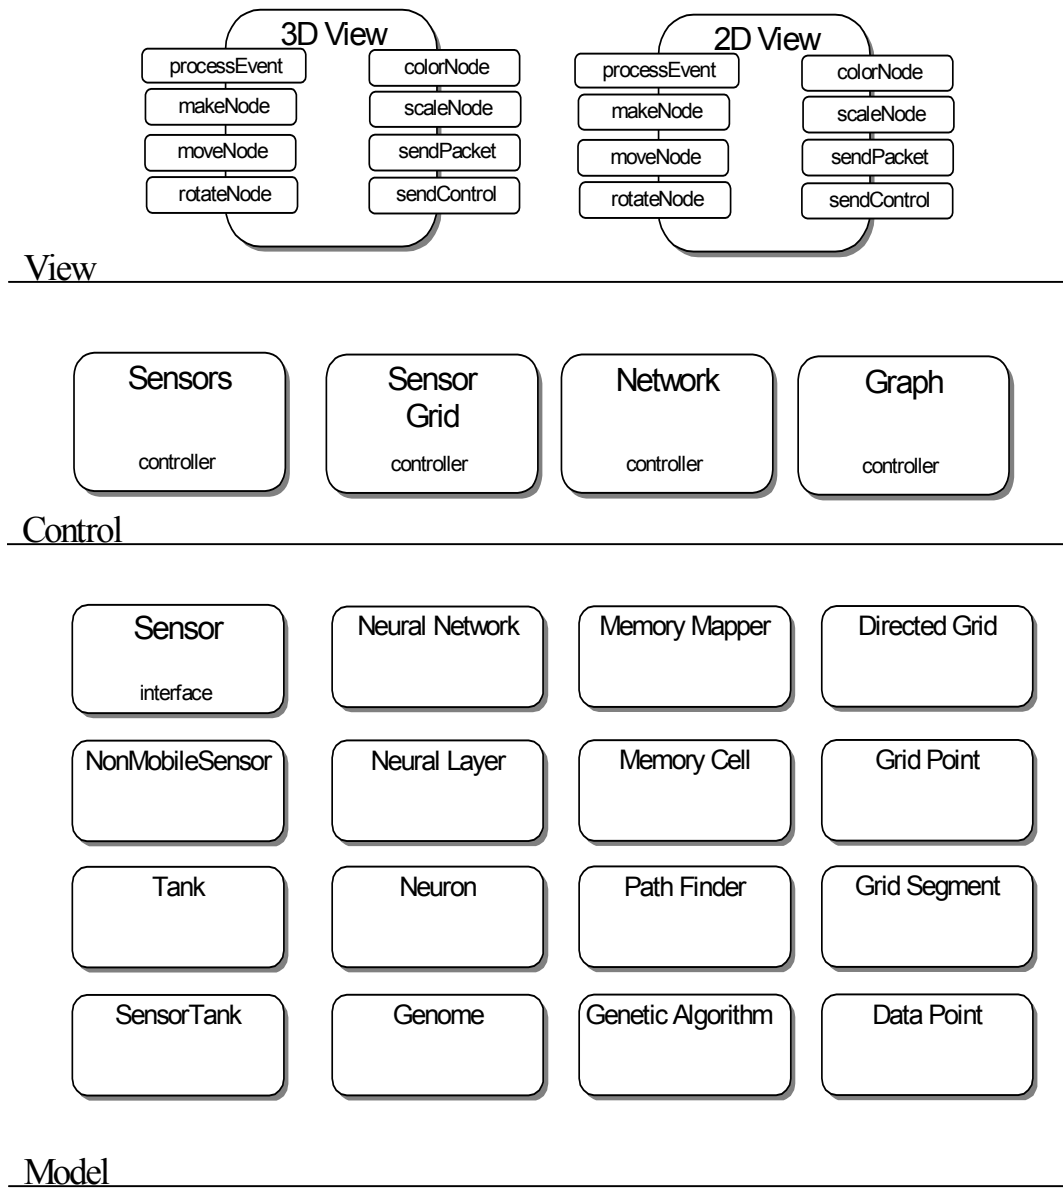 3D View
processEvent
colorNode
makeNode
scaleNode
moveNode
sendPacket
rotateNode
sendControl
2D View
processEvent
colorNode
makeNode
scaleNode
moveNode
sendPacket
rotateNode
sendControl
View
Sensors
controller
Sensor
Grid
controller
Network
controller
Graph
controller
Control
Sensor
interface
Neural Network
Memory Mapper
Directed Grid
NonMobileSensor
Neural Layer
Memory Cell
Grid Point
Tank
Neuron
Path Finder
Grid Segment
SensorTank
Genome
Genetic Algorithm
Data Point
Model